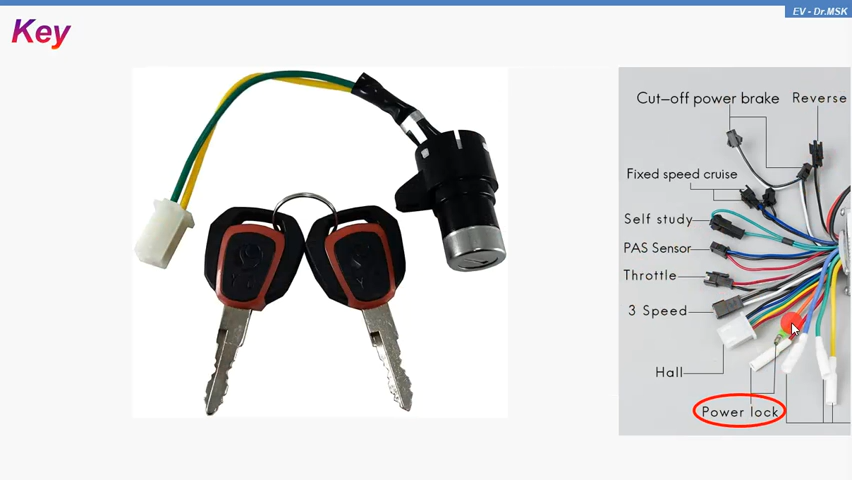 EV - Dr.MSK
Key
Cut-off power brake
Reverse
Fixed speed cruise
Self study
PAS Sensor
Throttle
3 Speed
Hall
Power lock